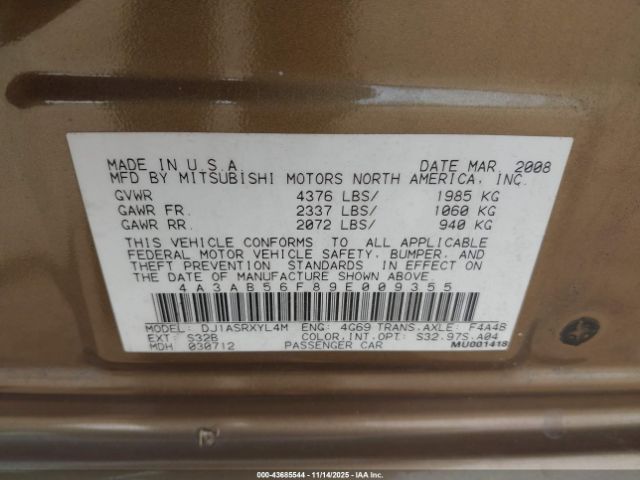 MADE IN U.S.A. DATE MAR. 2008
MFD BY MITSUBISHI MOTORS NORTH AMERICA, INC.
GVWR 4376 LBS/ 1985 KG
GAWR FR. 2337 LBS/ 1060 KG
GAWR RR. 2072 LBS/ 940 KG
THIS VEHICLE CONFORMS TO ALL APPLICABLE
FEDERAL MOTOR VEHICLE SAFETY, BUMPER, AND
THEFT PREVENTION STANDARDS IN EFFECT ON
THE DATE OF MANUFACTURE SHOWN ABOVE.
4A3AB56F89E009355
MODEL: DJ1ASRXYL4M ENG: 4G69 TRANS.AXLE: F4A4B
EXT: S32B COLOR.INT.OPT: S32.97S.A04
MDH 030712 PASSENGER CAR MU001418
000-43685544 - 11/14/2025 - IAA Inc.